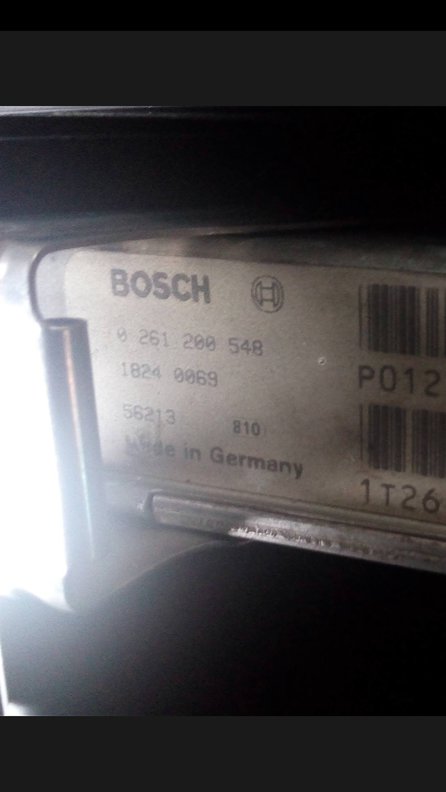 BOSCH
0 261 200 548
1824 0069
56213 810
Made in Germany
P012
1T26